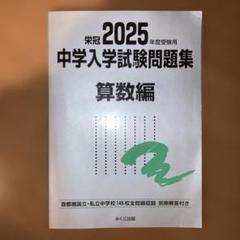 栄冠 2025年度受験用
中学入学試験問題集
算数編
首都圏国立・私立中学校145校全問題収録 別冊解答付き
みくに出版